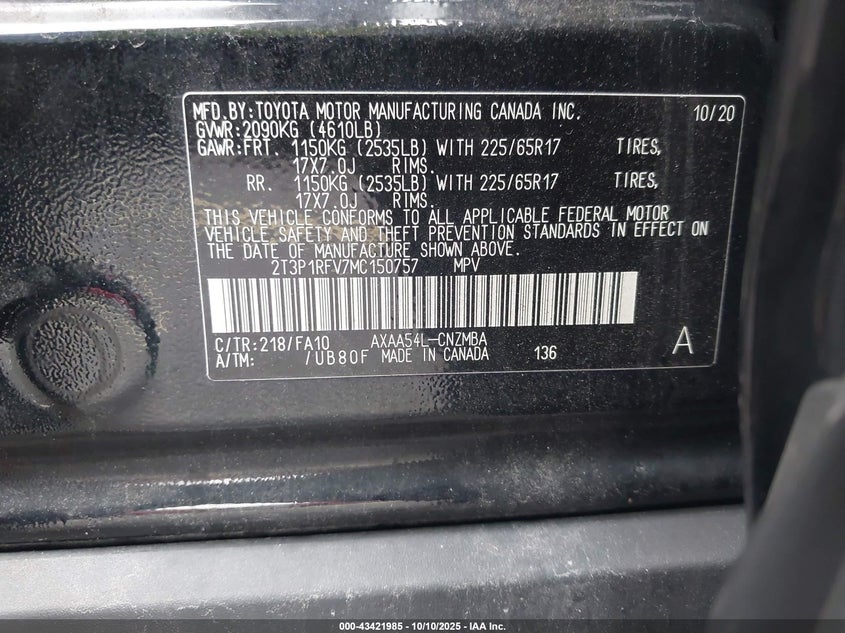 MFD.BY:TOYOTA MOTOR MANUFACTURING CANADA INC. 10/20
GVWR:2090KG (4610LB)
GAWR:FRT. 1150KG (2535LB) WITH 225/65R17 TIRES,
17X7.0J RIMS.
RR. 1150KG (2535LB) WITH 225/65R17 TIRES,
17X7.0J RIMS.
THIS VEHICLE CONFORMS TO ALL APPLICABLE FEDERAL MOTOR
VEHICLE SAFETY AND THEFT PREVENTION STANDARDS IN EFFECT ON
THE DATE OF MANUFACTURE SHOWN ABOVE.
2T3P1RFV7MC150757 MPV
C/TR:218/FA10 AXAA54L-CNZMBA
A/TM: /UB80F MADE IN CANADA 136 A
000-43421985 - 10/10/2025 - IAA Inc.